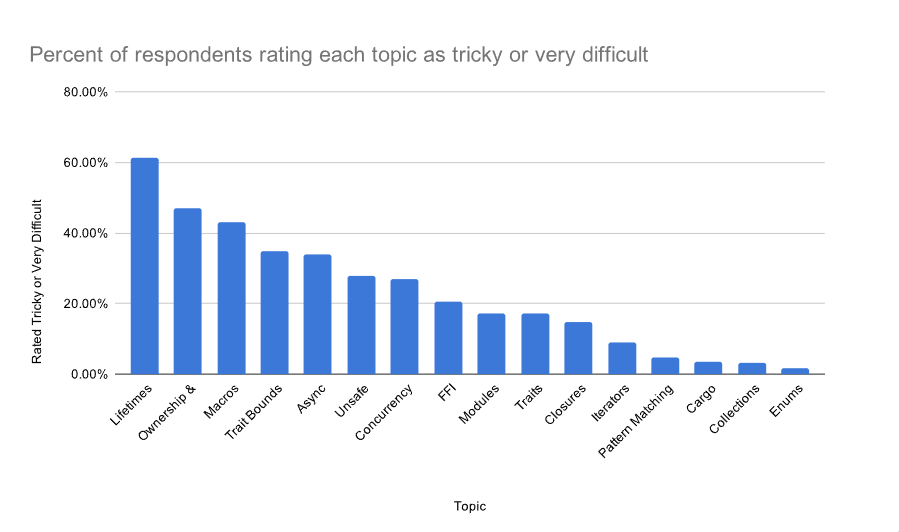 Percent of respondents rating each topic as tricky or very difficult
80.00%
60.00%
40.00%
20.00%
0.00%
Rated Tricky or Very Difficult
Lifetimes
Ownership &
Macros
Trait Bounds
Async
Unsafe
Concurrency
FFI
Modules
Traits
Closures
Iterators
Pattern Matching
Cargo
Collections
Enums
Topic